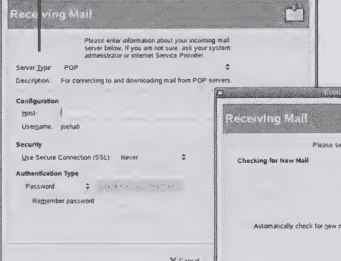 Receiving Mail
Please enter information about your incoming mail
server below. If you are not sure, ask your system
administrator or Internet Service Provider
Server Type: POP
Description: For connecting to and downloading mail from POP servers.
Configuration
Host:
Username: joehab
Security
Use Secure Connection (SSL) Never
Authentication Type
Password
Remember password
Cancel
Receiving Mail
Please se
Checking for New Mail
Automatically check for new m